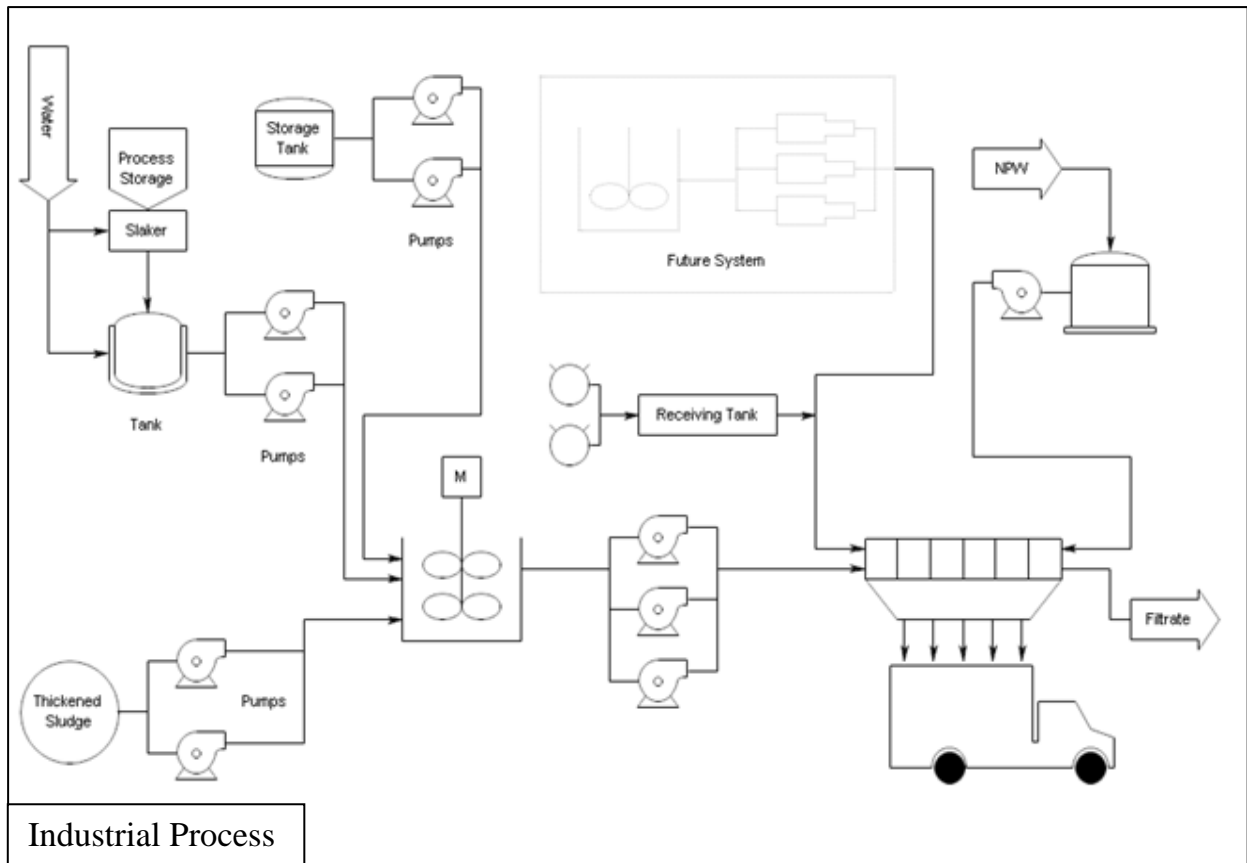 Water
Process
Storage
Slaker
Tank
Storage
Tank
Pumps
Pumps
Future System
NPW
Receiving Tank
M
Thickened
Sludge
Pumps
Filtrate
Industrial Process